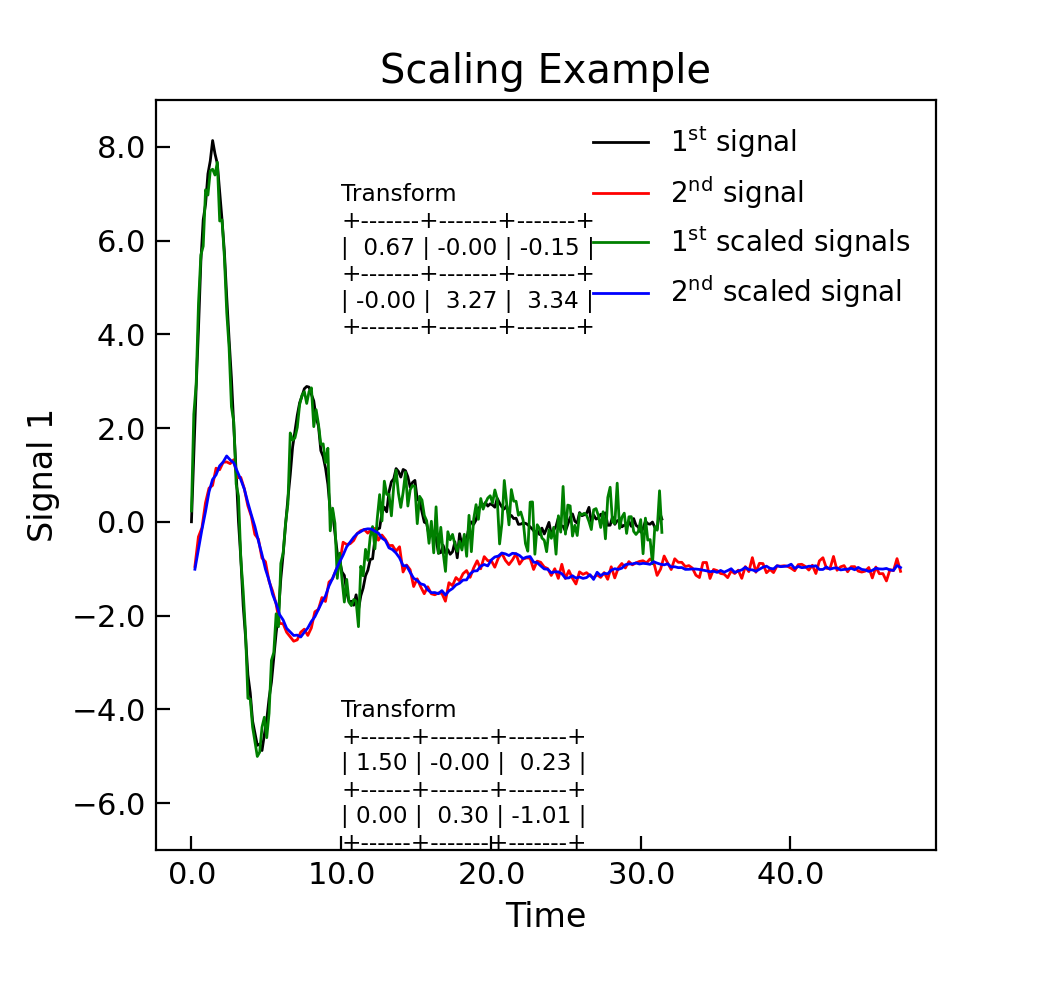 Scaling Example
Signal 1
8.0
6.0
4.0
2.0
0.0
−2.0
−4.0
−6.0
1st signal
2nd signal
1st scaled signals
2nd scaled signal
Transform
+-------+-------+-------+
|  0.67 | -0.00 | -0.15 |
+-------+-------+-------+
| -0.00 |  3.27 |  3.34 |
+-------+-------+-------+
Transform
+------+-------+-------+
| 1.50 | -0.00 |  0.23 |
+------+-------+-------+
| 0.00 |  0.30 | -1.01 |
+------+-------+-------+
0.0 10.0 20.0 30.0 40.0
Time